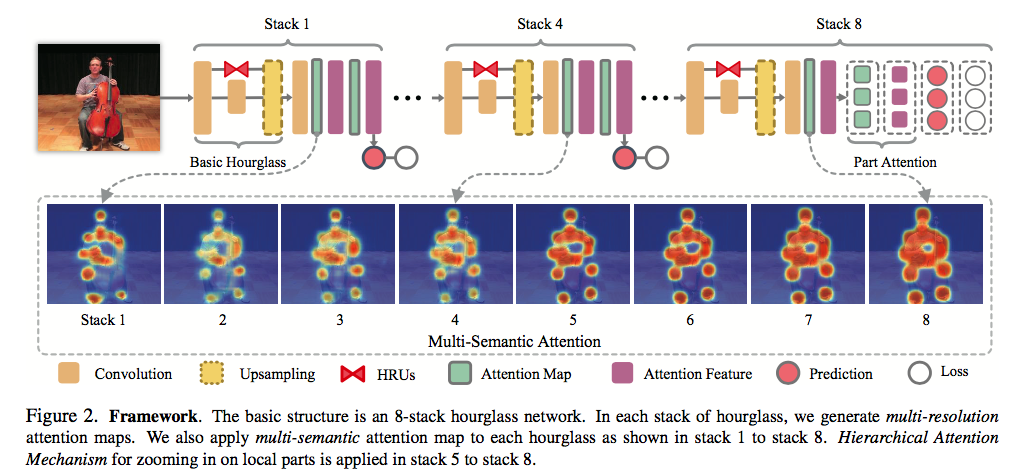 Stack 1
Stack 4
Stack 8
Basic Hourglass
Part Attention
Stack 1 2 3 4 5 6 7 8
Multi-Semantic Attention
Convolution Upsampling HRUs Attention Map Attention Feature Prediction Loss
Figure 2. Framework. The basic structure is an 8-stack hourglass network. In each stack of hourglass, we generate multi-resolution
attention maps. We also apply multi-semantic attention map to each hourglass as shown in stack 1 to stack 8. Hierarchical Attention
Mechanism for zooming in on local parts is applied in stack 5 to stack 8.